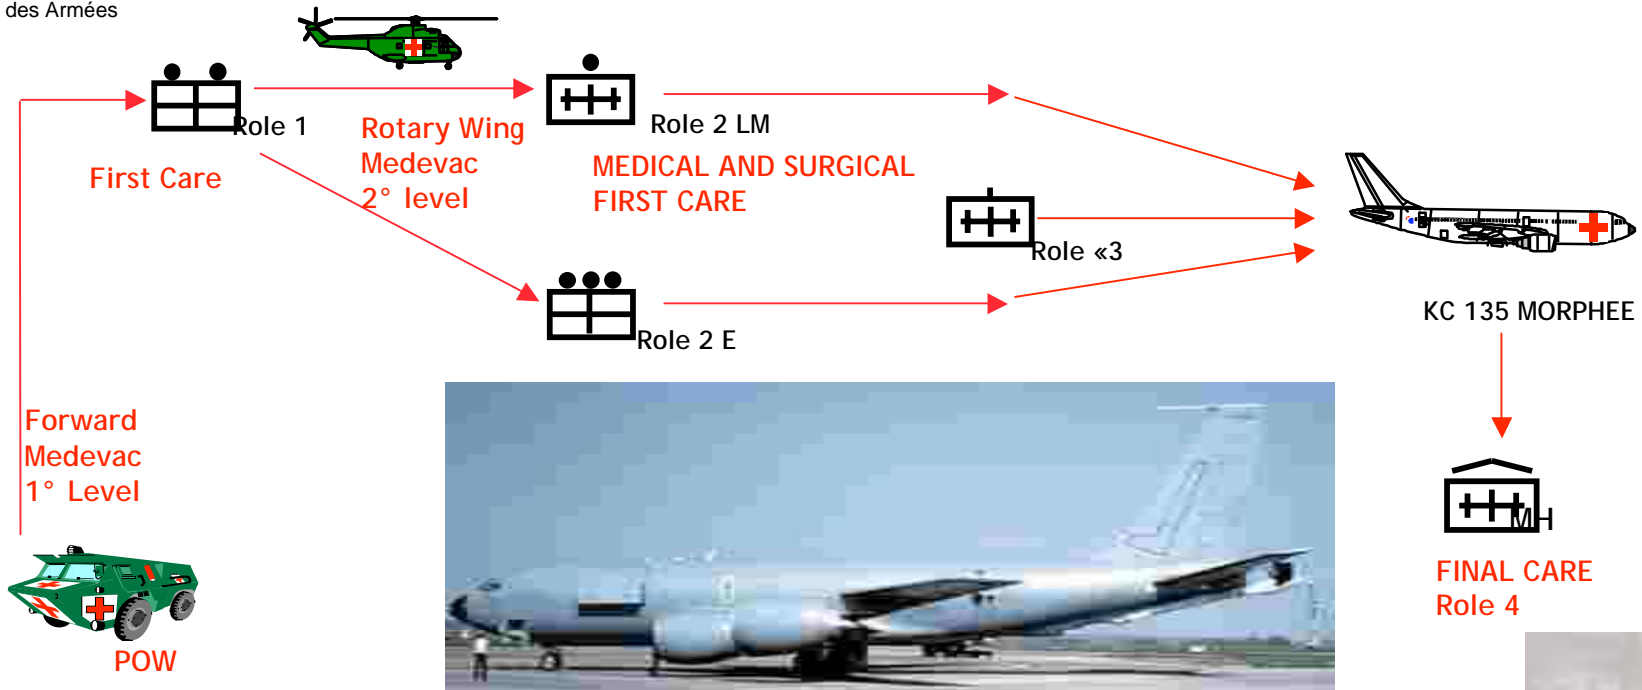 des Armées
Role 1
First Care
Rotary Wing
Medevac
2° level
Role 2 LM
MEDICAL AND SURGICAL
FIRST CARE
Role «3
Role 2 E
KC 135 MORPHEE
Forward
Medevac
1° Level
POW
MH
FINAL CARE
Role 4